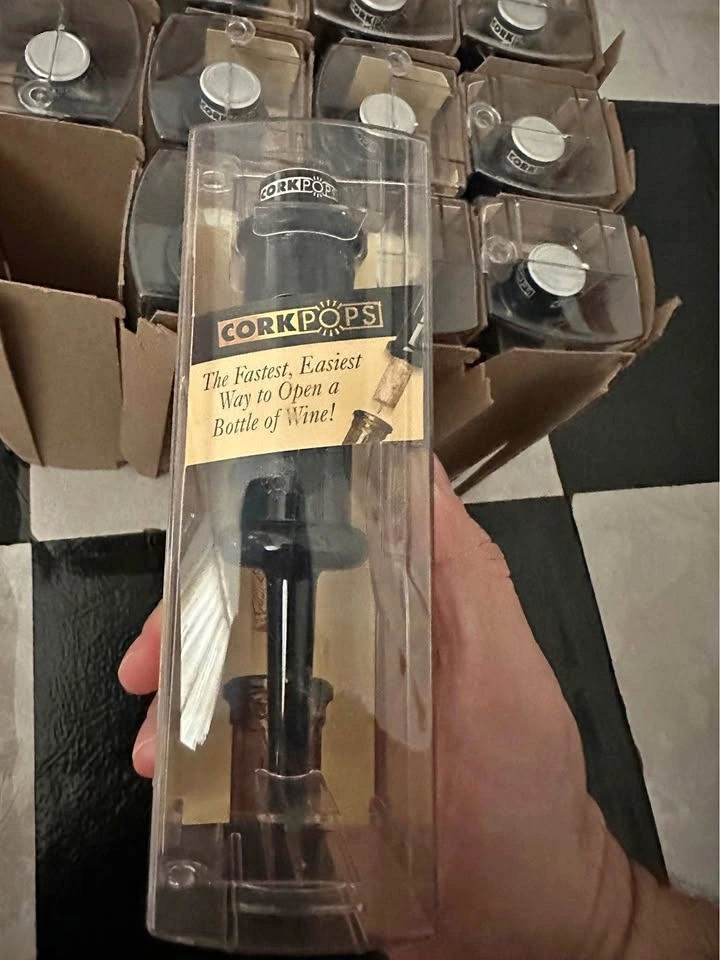 CORKPOPS
CORKPOPS
The Fastest, Easiest
Way to Open a
Bottle of Wine!